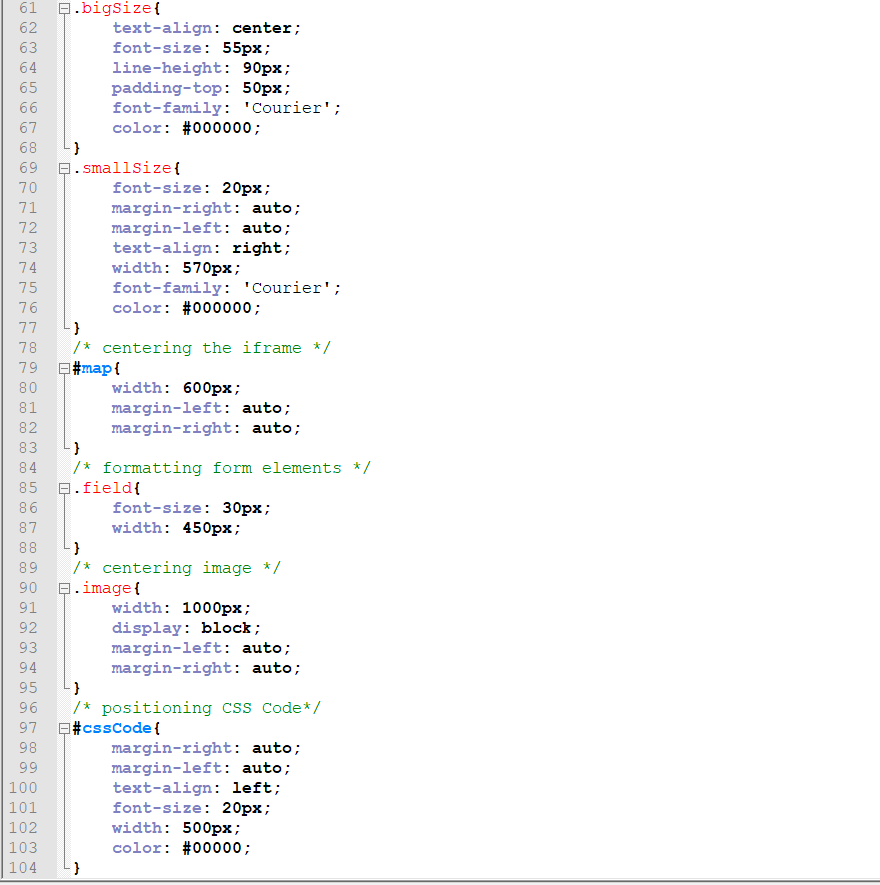 61 .bigSize{
62 text-align: center;
63 font-size: 55px;
64 line-height: 90px;
65 padding-top: 50px;
66 font-family: 'Courier';
67 color: #000000;
68 }
69 .smallSize{
70 font-size: 20px;
71 margin-right: auto;
72 margin-left: auto;
73 text-align: right;
74 width: 570px;
75 font-family: 'Courier';
76 color: #000000;
77 }
78 /* centering the iframe */
79 #map{
80 width: 600px;
81 margin-left: auto;
82 margin-right: auto;
83 }
84 /* formatting form elements */
85 .field{
86 font-size: 30px;
87 width: 450px;
88 }
89 /* centering image */
90 .image{
91 width: 1000px;
92 display: block;
93 margin-left: auto;
94 margin-right: auto;
95 }
96 /* positioning CSS Code*/
97 #cssCode{
98 margin-right: auto;
99 margin-left: auto;
100 text-align: left;
101 font-size: 20px;
102 width: 500px;
103 color: #00000;
104 }